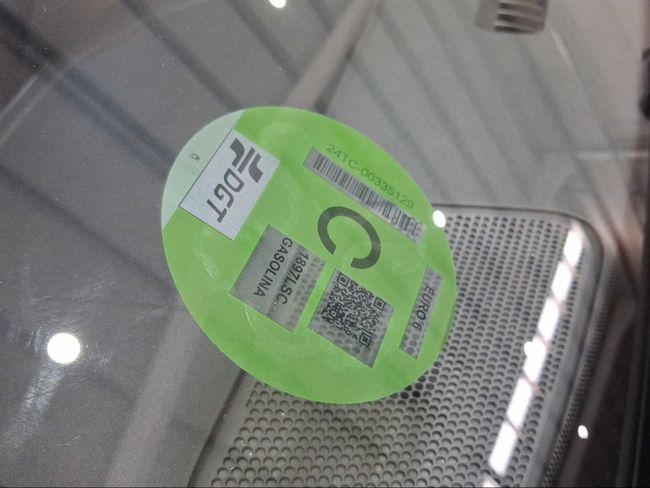 DGT
24TC-00335129
C
1897LSC
GASOLINA
EURO 6